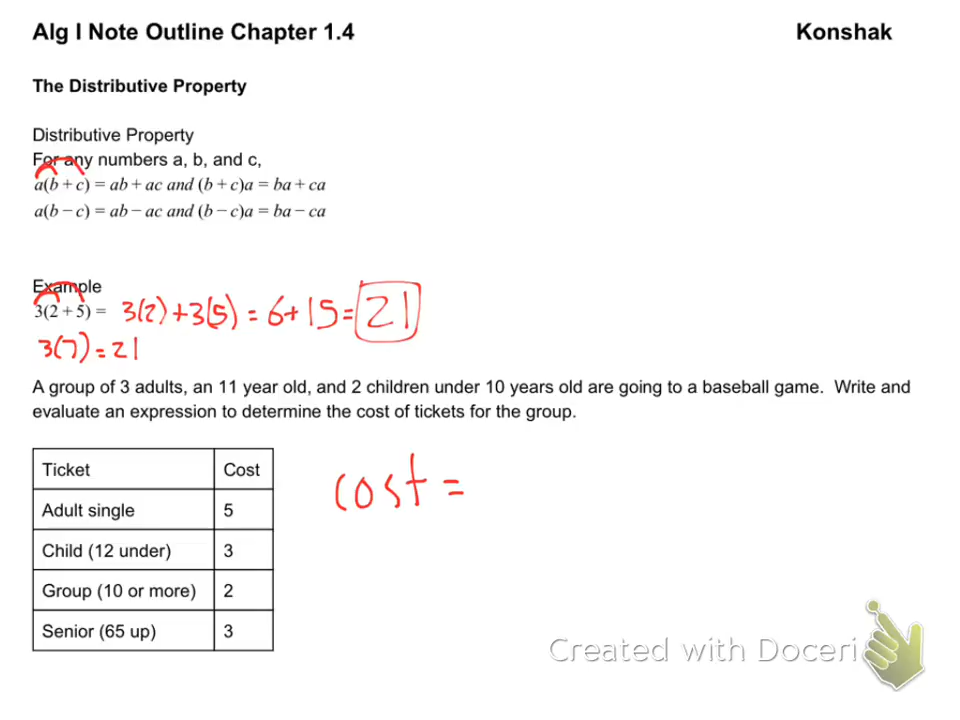 Alg I Note Outline Chapter 1.4 Konshak
The Distributive Property
Distributive Property
For any numbers a, b, and c,
a(b + c) = ab + ac and (b + c)a = ba + ca
a(b − c) = ab − ac and (b − c)a = ba − ca
Example
3(2 + 5) = 3(2) + 3(5) = 6 + 15 = 21
3(7) = 21
A group of 3 adults, an 11 year old, and 2 children under 10 years old are going to a baseball game. Write and
evaluate an expression to determine the cost of tickets for the group.
Ticket Cost
Adult single 5
Child (12 under) 3
Group (10 or more) 2
Senior (65 up) 3
cost =
Created with Doceri